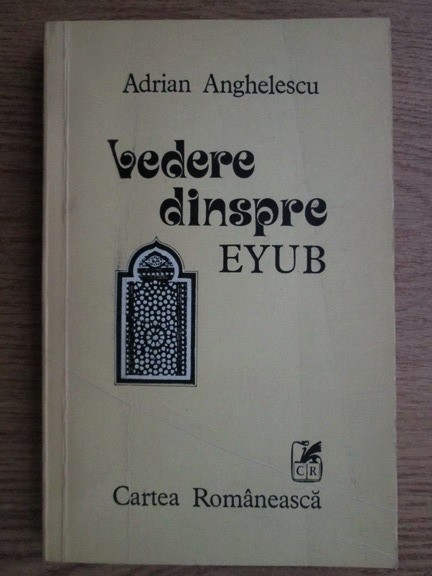 Adrian Anghelescu
Vedere
dinspre
EYUB
CR
Cartea Românească